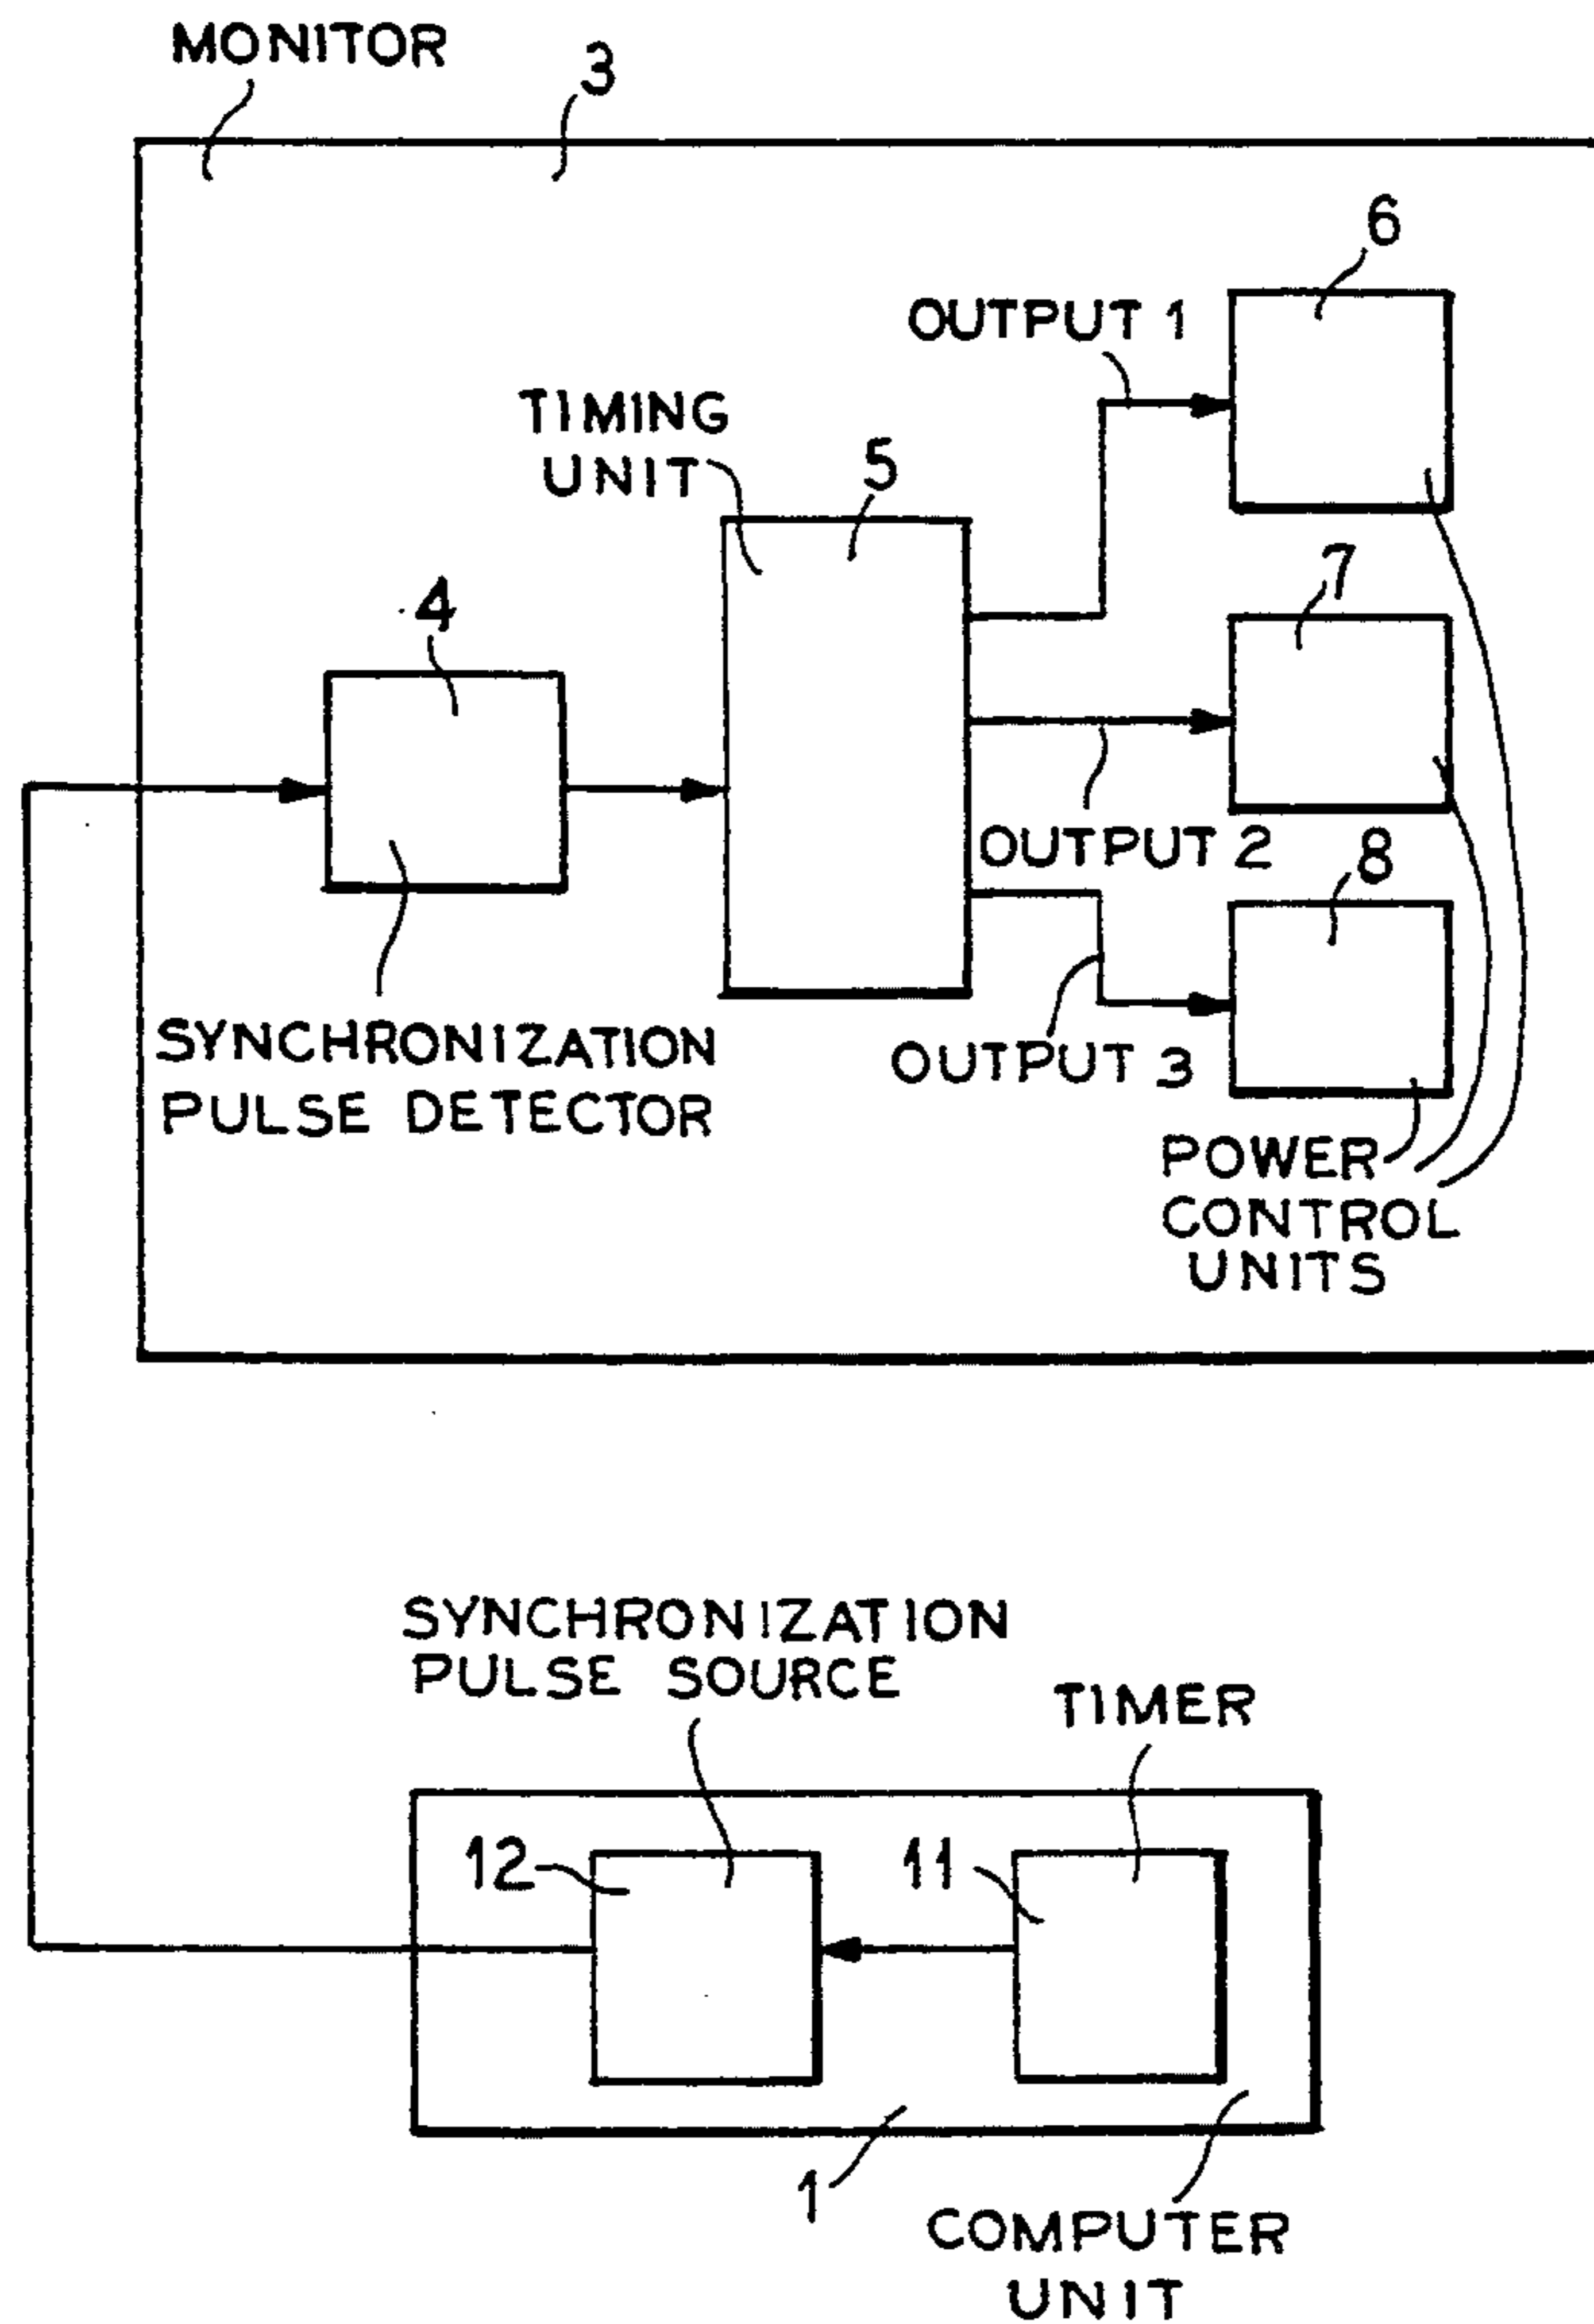 MONITOR
3
6
OUTPUT 1
TIMING
UNIT
5
7
4
OUTPUT 2
8
SYNCHRONIZATION
PULSE DETECTOR
OUTPUT 3
POWER
CONTROL
UNITS
SYNCHRONIZATION
PULSE SOURCE
TIMER
12
11
1
COMPUTER
UNIT